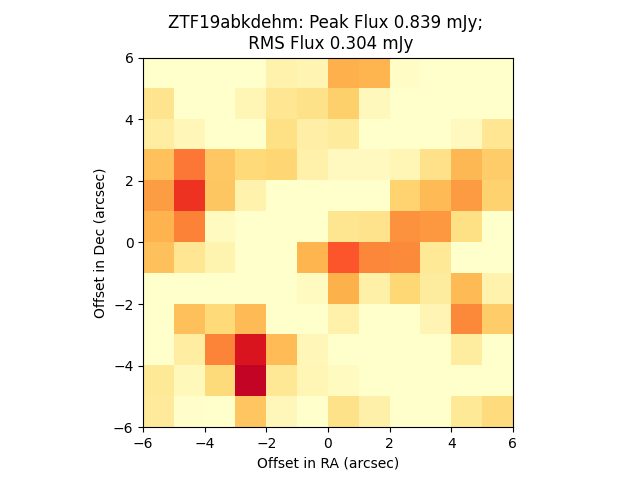 ZTF19abkdehm: Peak Flux 0.839 mJy;
RMS Flux 0.304 mJy
6
4
2
0
−2
−4
−6
Offset in Dec (arcsec)
−6 −4 −2 0 2 4 6
Offset in RA (arcsec)